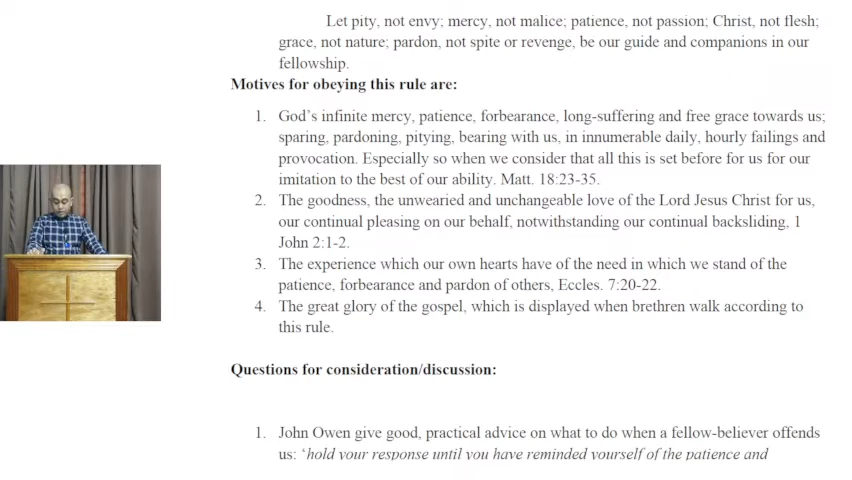 Let pity, not envy; mercy, not malice; patience, not passion; Christ, not flesh;
grace, not nature; pardon, not spite or revenge, be our guide and companions in our
fellowship.
Motives for obeying this rule are:
1. God's infinite mercy, patience, forbearance, long-suffering and free grace towards us;
sparing, pardoning, pitying, bearing with us, in innumerable daily, hourly failings and
provocation. Especially so when we consider that all this is set before for us for our
imitation to the best of our ability. Matt. 18:23-35.
2. The goodness, the unwearied and unchangeable love of the Lord Jesus Christ for us,
our continual pleasing on our behalf, notwithstanding our continual backsliding, 1
John 2:1-2.
3. The experience which our own hearts have of the need in which we stand of the
patience, forbearance and pardon of others, Eccles. 7:20-22.
4. The great glory of the gospel, which is displayed when brethren walk according to
this rule.
Questions for consideration/discussion:
1. John Owen give good, practical advice on what to do when a fellow-believer offends
us: ‘hold your response until you have reminded yourself of the patience and